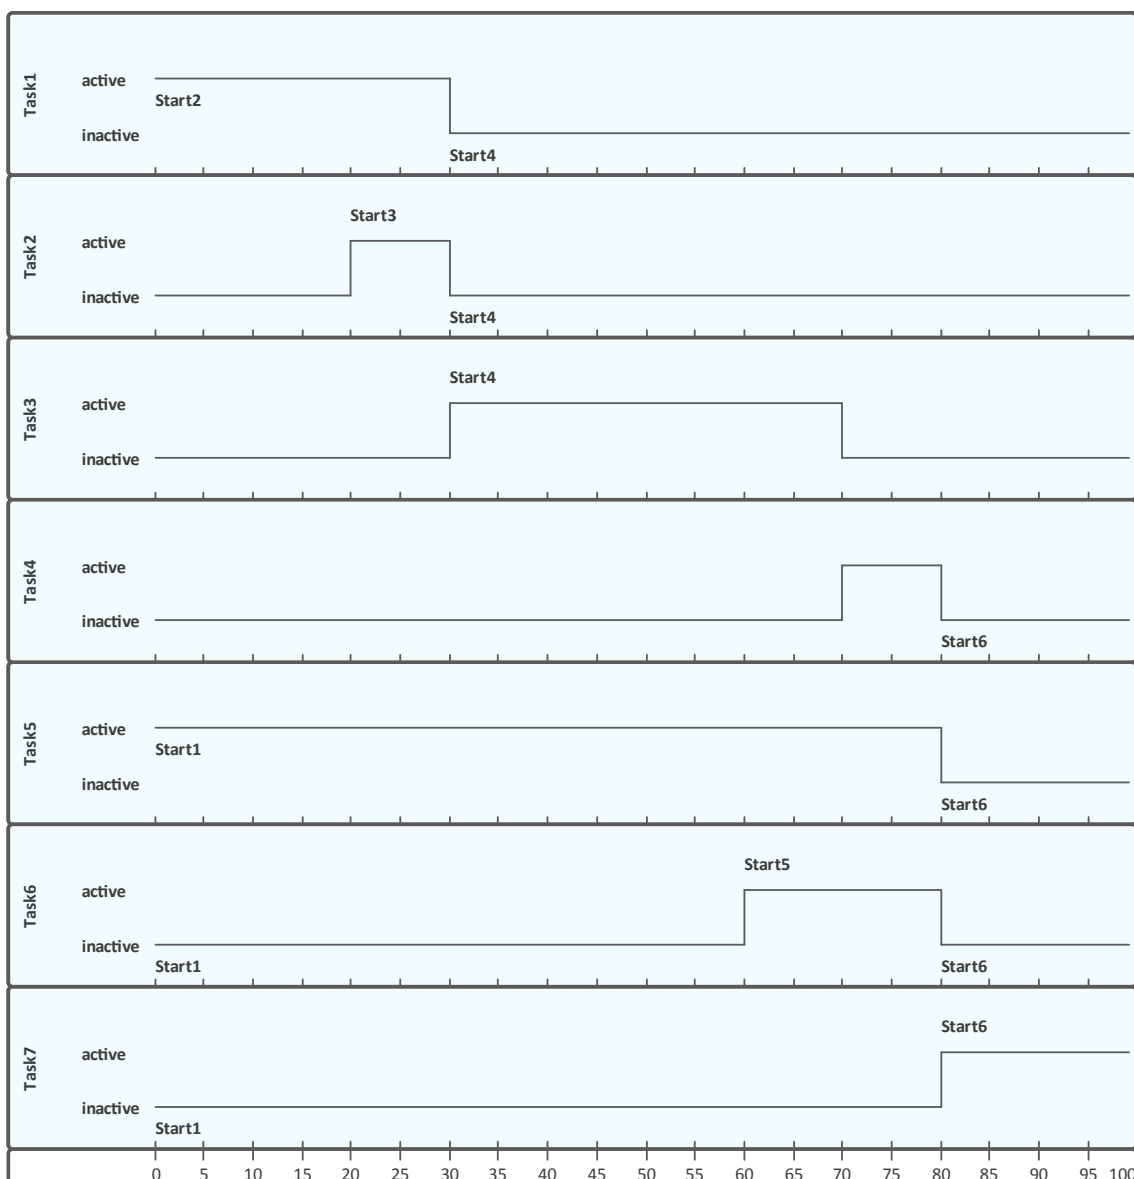 Task1
active
Start2
inactive
Start4
Task2
Start3
active
inactive
Start4
Task3
Start4
active
inactive
Task4
active
inactive
Start6
Task5
active
Start1
inactive
Start6
Task6
Start5
active
inactive
Start1
Start6
Task7
Start6
active
inactive
Start1
0 5 10 15 20 25 30 35 40 45 50 55 60 65 70 75 80 85 90 95 100